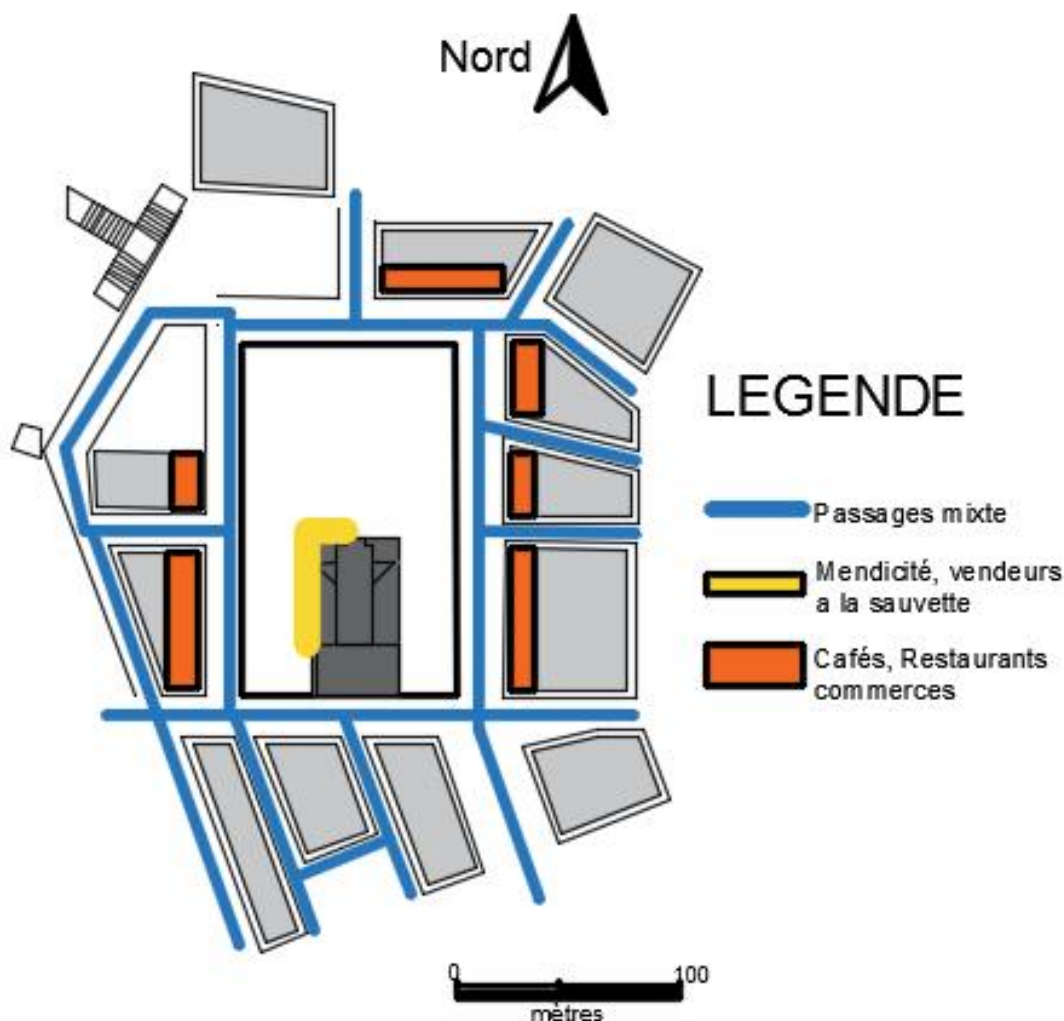 Nord
LEGENDE
Passages mixte
Mendicité, vendeurs
a la sauvette
Cafés, Restaurants
commerces
0 100
mètres